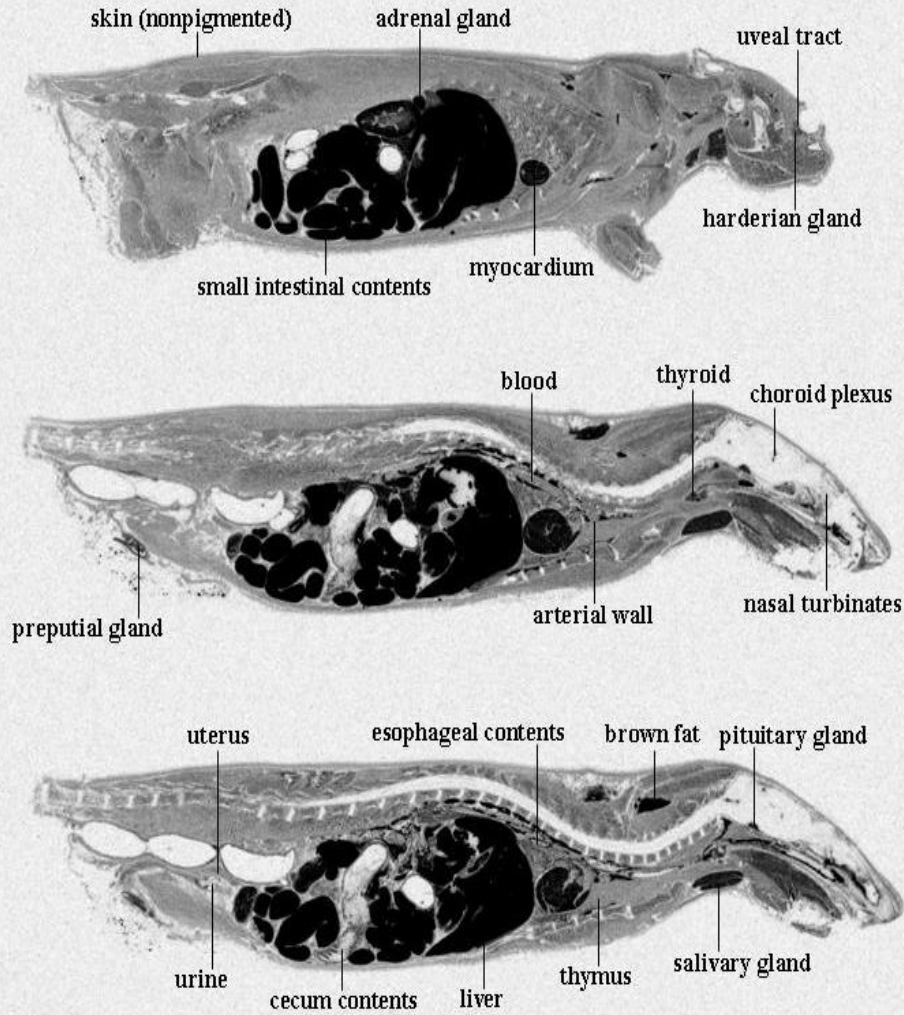 skin (nonpigmented)
adrenal gland
uveal tract
harderian gland
myocardium
small intestinal contents
blood
thyroid
choroid plexus
nasal turbinates
arterial wall
preputial gland
uterus
esophageal contents
brown fat
pituitary gland
salivary gland
thymus
urine
cecum contents
liver